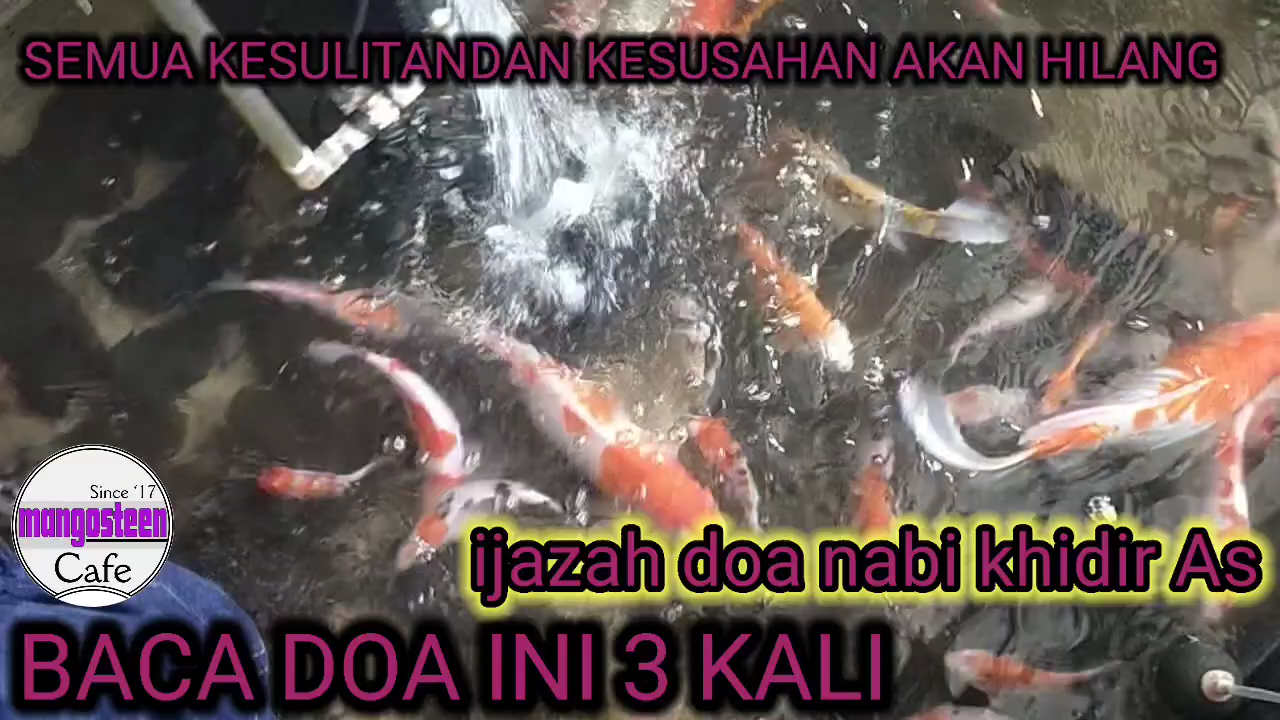 SEMUA KESULITANDAN KESUSAHAN AKAN HILANG
Since '17
mangosteen
Cafe
ijazah doa nabi khidir As
BACA DOA INI 3 KALI